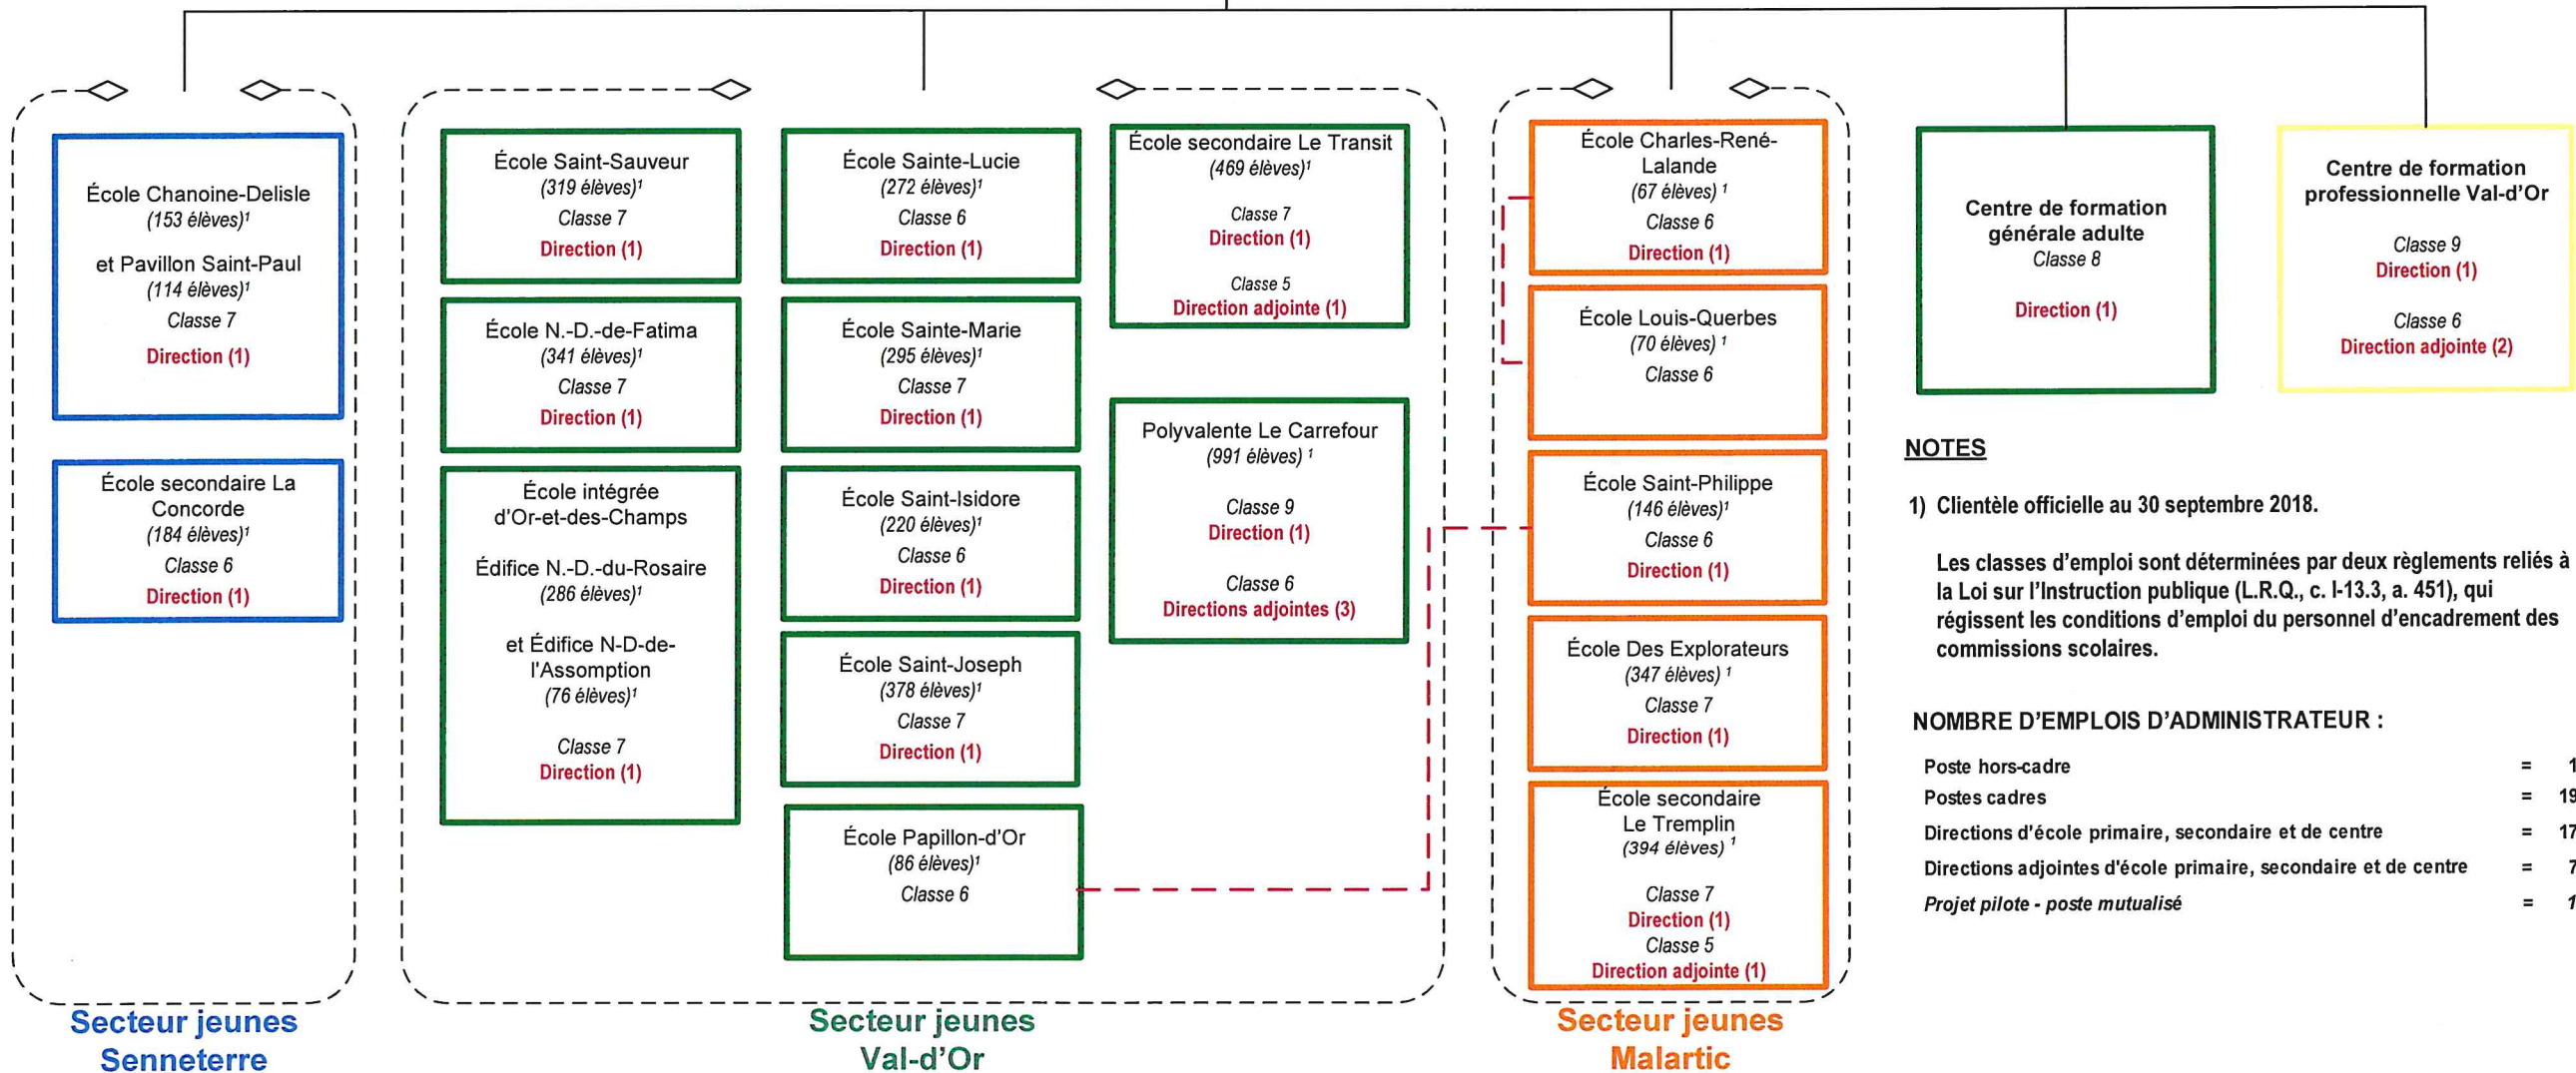 École Chanoine-Delisle
(153 élèves)¹
et Pavillon Saint-Paul
(114 élèves)¹
Classe 7
Direction (1)
École secondaire La
Concorde
(184 élèves)¹
Classe 6
Direction (1)
Secteur jeunes
Senneterre
École Saint-Sauveur
(319 élèves)¹
Classe 7
Direction (1)
École N.-D.-de-Fatima
(341 élèves)¹
Classe 7
Direction (1)
École intégrée
d'Or-et-des-Champs
Édifice N.-D.-du-Rosaire
(286 élèves)¹
et Édifice N-D-de-
l'Assomption
(76 élèves)¹
Classe 7
Direction (1)
École Sainte-Lucie
(272 élèves)¹
Classe 6
Direction (1)
École Sainte-Marie
(295 élèves)¹
Classe 7
Direction (1)
École Saint-Isidore
(220 élèves)¹
Classe 6
Direction (1)
École Saint-Joseph
(378 élèves)¹
Classe 7
Direction (1)
École Papillon-d'Or
(86 élèves)¹
Classe 6
École secondaire Le Transit
(469 élèves)¹
Classe 7
Direction (1)
Classe 5
Direction adjointe (1)
Polyvalente Le Carrefour
(991 élèves) ¹
Classe 9
Direction (1)
Classe 6
Directions adjointes (3)
Secteur jeunes
Val-d'Or
École Charles-René-
Lalande
(67 élèves) ¹
Classe 6
Direction (1)
École Louis-Querbes
(70 élèves) ¹
Classe 6
École Saint-Philippe
(146 élèves)¹
Classe 6
Direction (1)
École Des Explorateurs
(347 élèves) ¹
Classe 7
Direction (1)
École secondaire
Le Tremplin
(394 élèves) ¹
Classe 7
Direction (1)
Classe 5
Direction adjointe (1)
Secteur jeunes
Malartic
Centre de formation
générale adulte
Classe 8
Direction (1)
Centre de formation
professionnelle Val-d'Or
Classe 9
Direction (1)
Classe 6
Direction adjointe (2)
NOTES
1) Clientèle officielle au 30 septembre 2018.
Les classes d'emploi sont déterminées par deux règlements reliés à
la Loi sur l'Instruction publique (L.R.Q., c. I-13.3, a. 451), qui
régissent les conditions d'emploi du personnel d'encadrement des
commissions scolaires.
NOMBRE D'EMPLOIS D'ADMINISTRATEUR :
Poste hors-cadre = 1
Postes cadres = 19
Directions d'école primaire, secondaire et de centre = 17
Directions adjointes d'école primaire, secondaire et de centre = 7
Projet pilote - poste mutualisé = 1